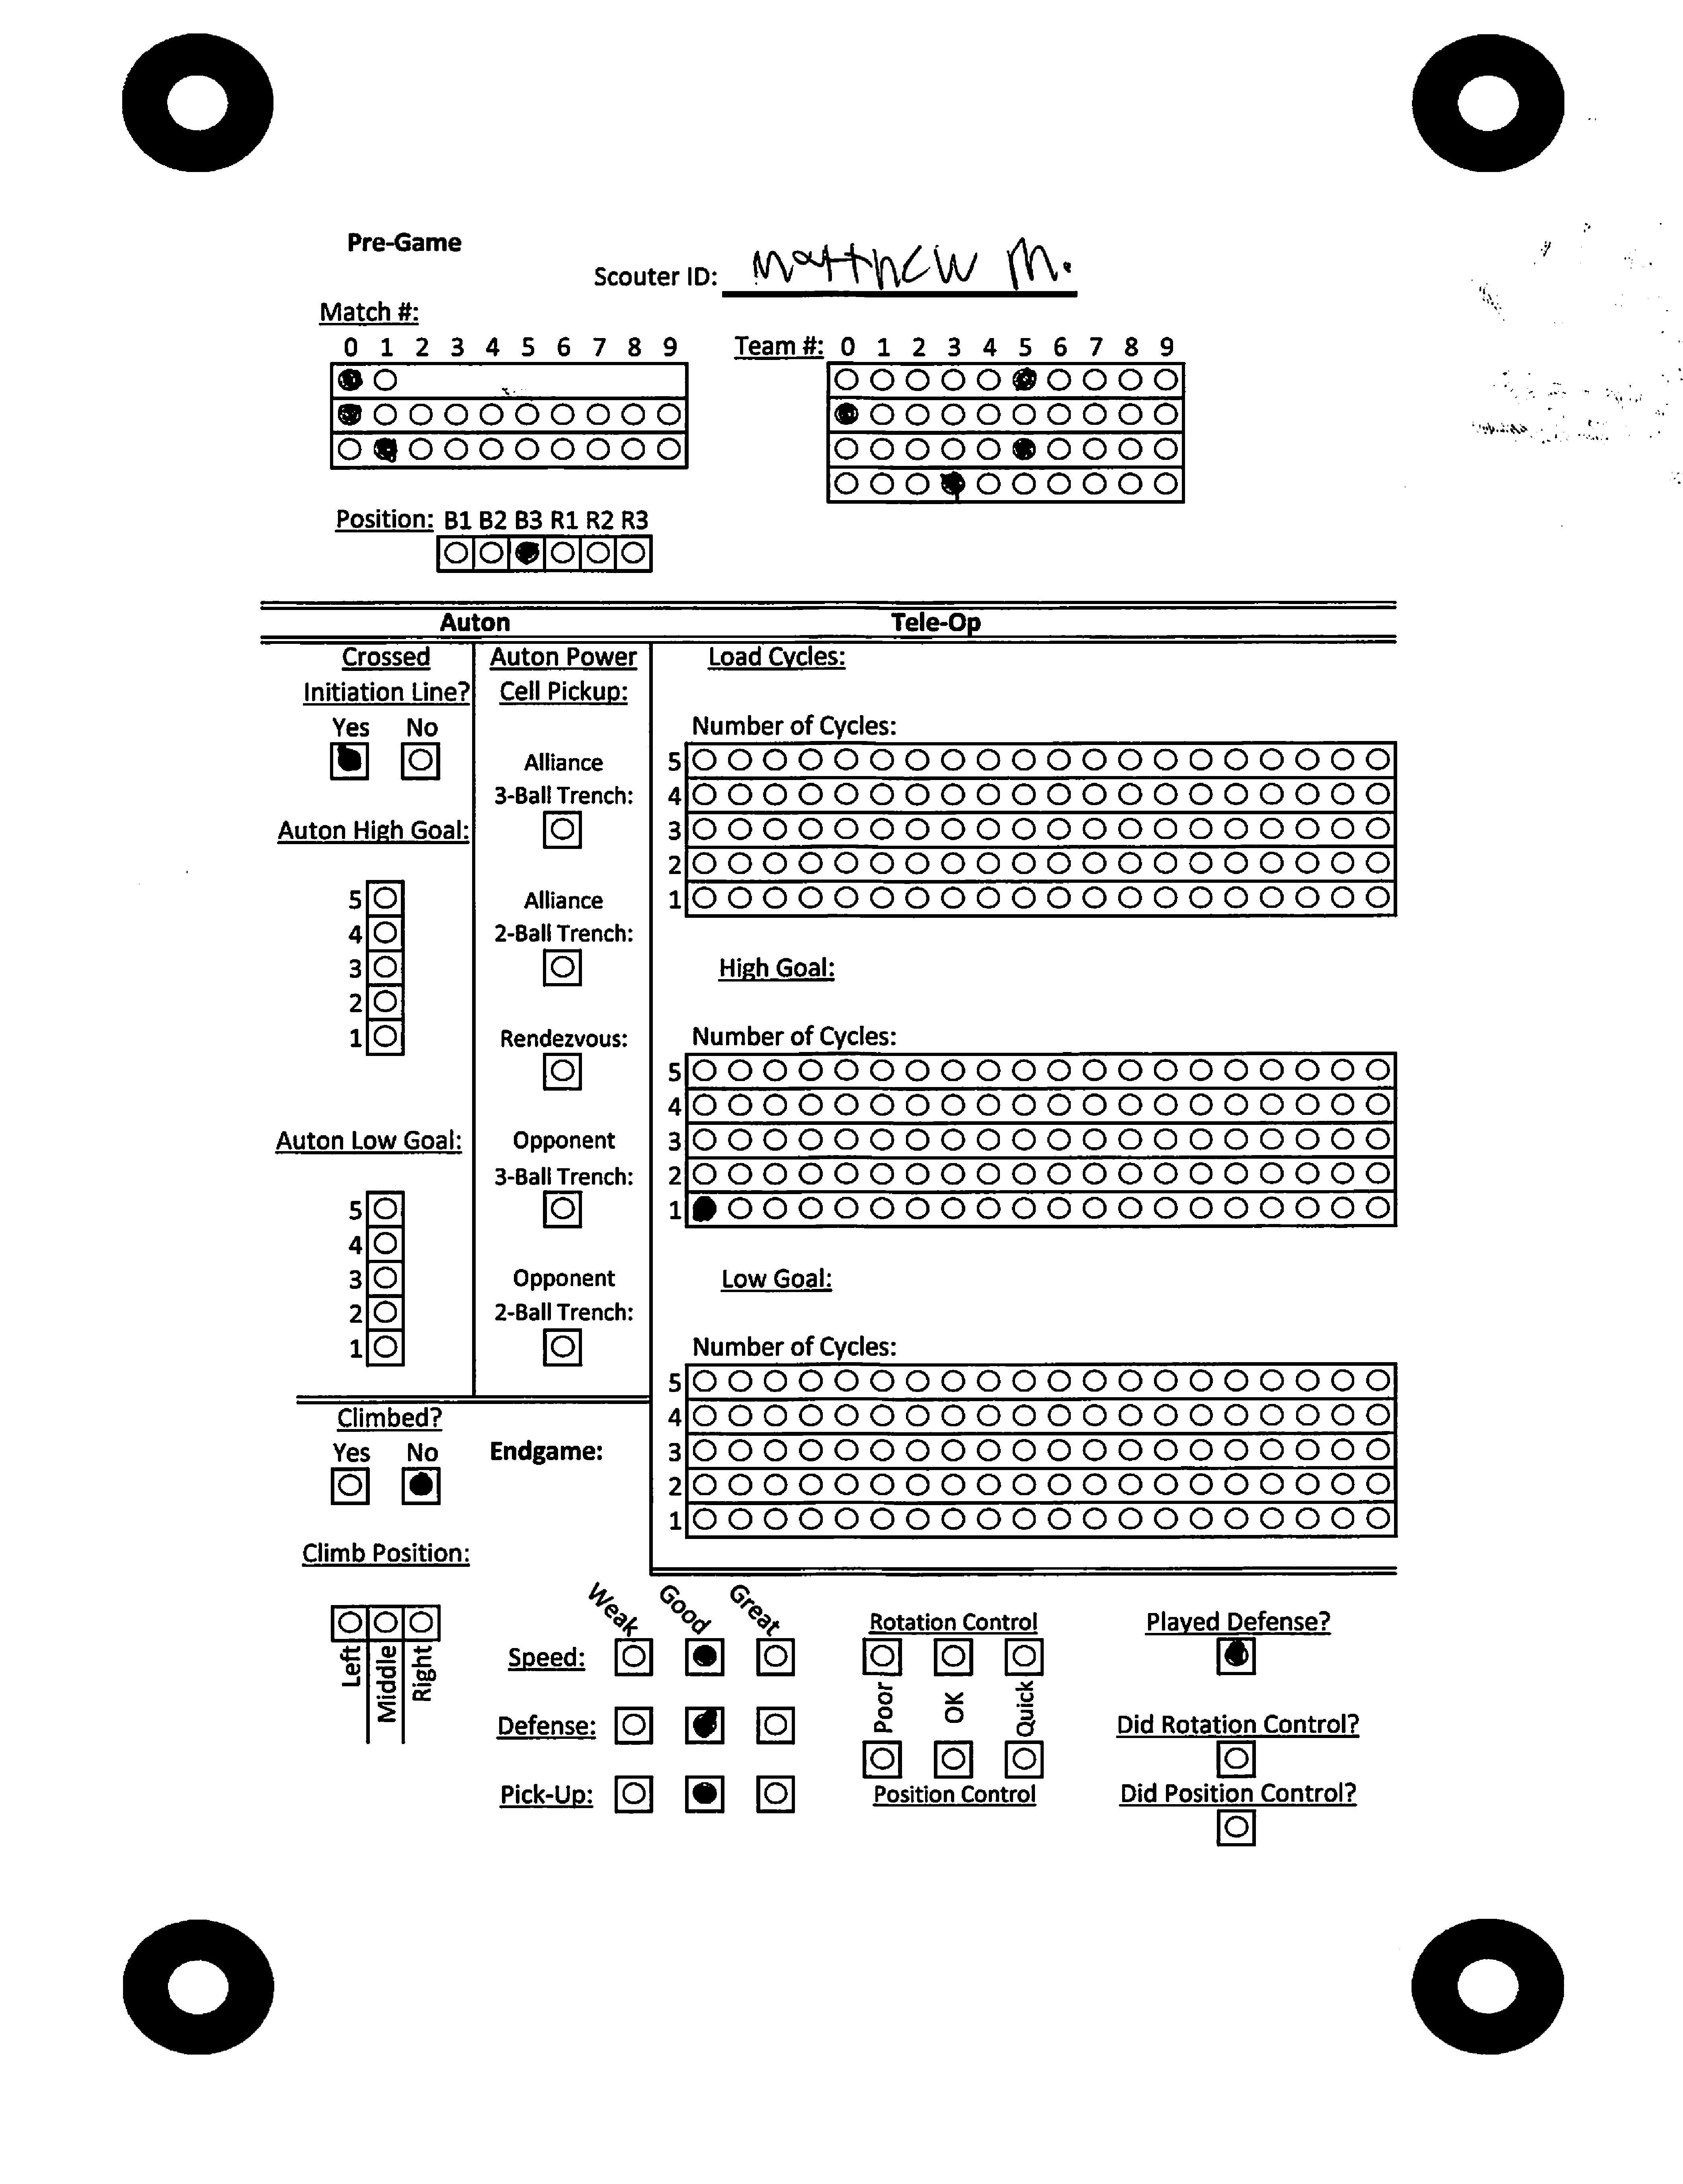 Pre-Game
Scouter ID: Matthew M.
Match #:
0 1 2 3 4 5 6 7 8 9
Team #: 0 1 2 3 4 5 6 7 8 9
Position: B1 B2 B3 R1 R2 R3
Auton
Tele-Op
Crossed
Initiation Line?
Yes No
Auton High Goal:
5
4
3
2
1
Auton Low Goal:
5
4
3
2
1
Auton Power
Cell Pickup:
Alliance
3-Ball Trench:
Alliance
2-Ball Trench:
Rendezvous:
Opponent
3-Ball Trench:
Opponent
2-Ball Trench:
Load Cycles:
Number of Cycles:
5
4
3
2
1
High Goal:
Number of Cycles:
5
4
3
2
1
Low Goal:
Number of Cycles:
5
4
3
2
1
Climbed?
Yes No
Endgame:
Climb Position:
Left
Middle
Right
Weak Good Great
Speed:
Defense:
Pick-Up:
Rotation Control
Poor OK Quick
Position Control
Played Defense?
Did Rotation Control?
Did Position Control?